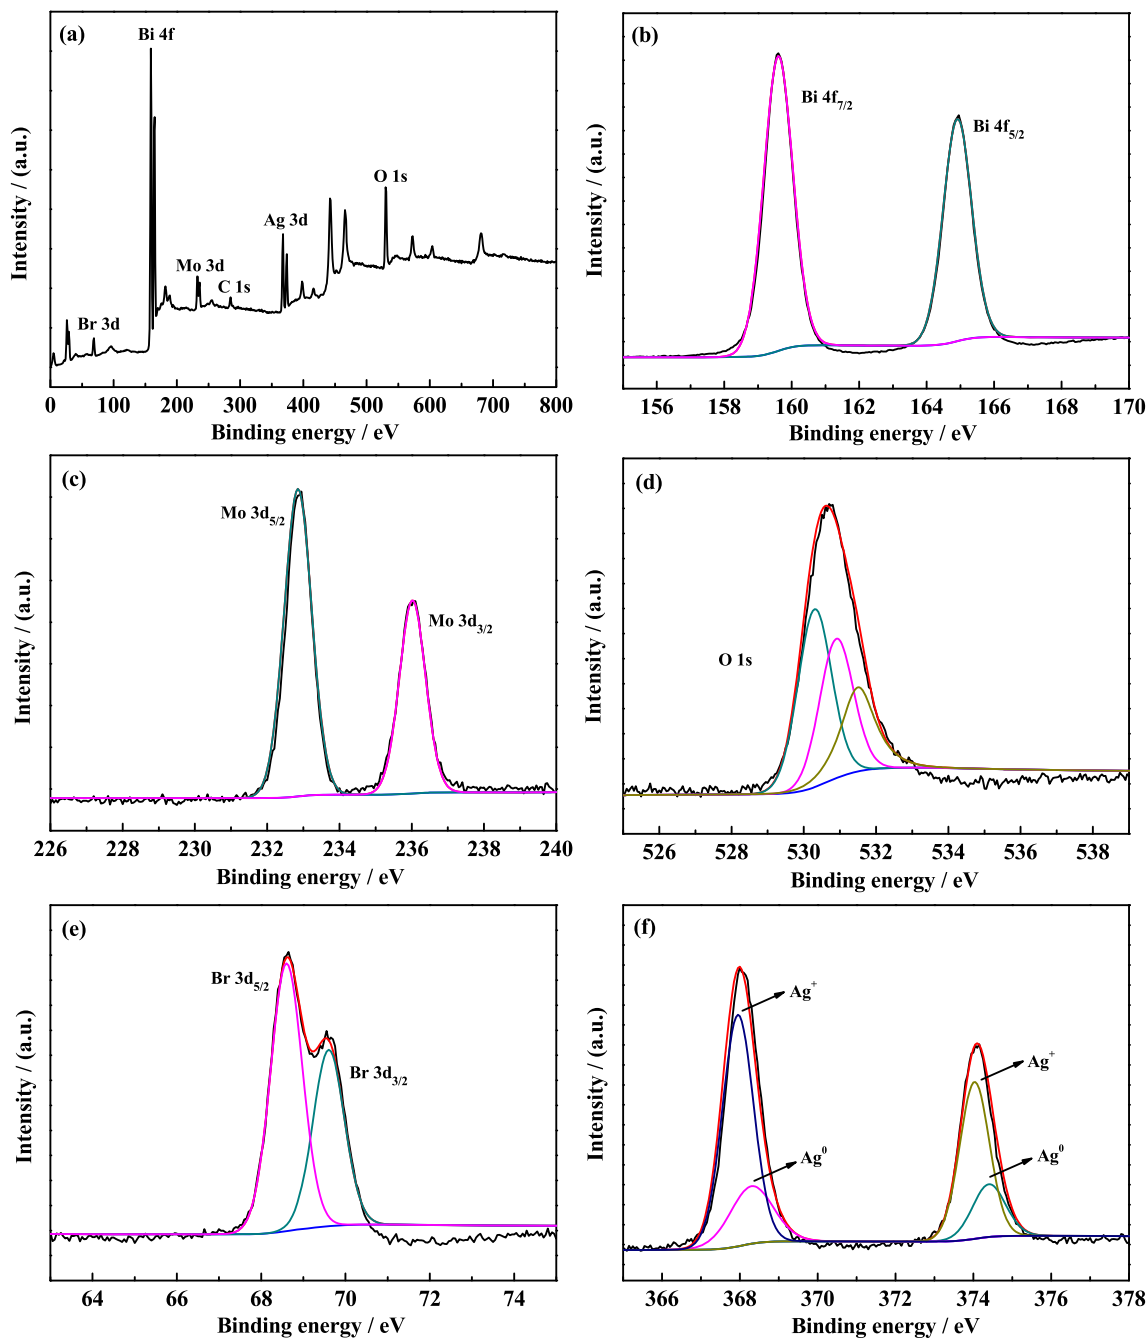 (a)
Bi 4f
O 1s
Ag 3d
Mo 3d
C 1s
Br 3d
Intensity / (a.u.)
0 100 200 300 400 500 600 700 800
Binding energy / eV
(b)
Bi 4f7/2
Bi 4f5/2
Intensity / (a.u.)
156 158 160 162 164 166 168 170
Binding energy / eV
(c)
Mo 3d5/2
Mo 3d3/2
Intensity / (a.u.)
226 228 230 232 234 236 238 240
Binding energy / eV
(d)
O 1s
Intensity / (a.u.)
526 528 530 532 534 536 538
Binding energy / eV
(e)
Br 3d5/2
Br 3d3/2
Intensity / (a.u.)
64 66 68 70 72 74
Binding energy / eV
(f)
Ag+
Ag+
Ag0
Ag0
Intensity / (a.u.)
366 368 370 372 374 376 378
Binding energy / eV